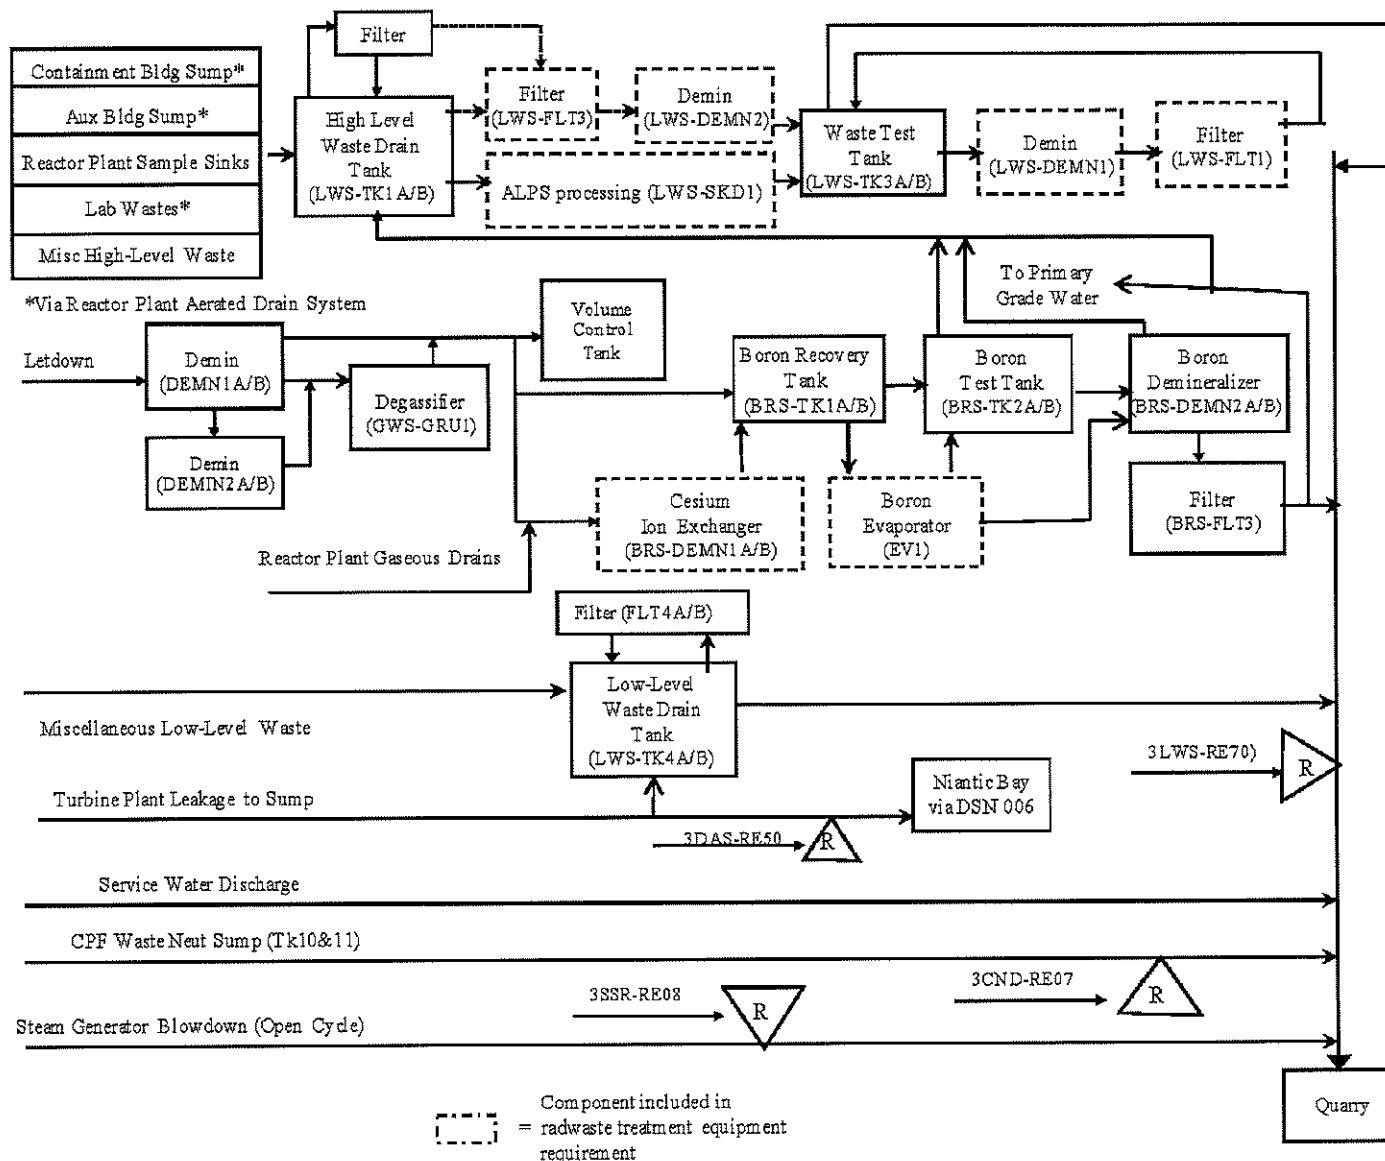 Filter
Containment Bldg Sump*
Aux Bldg Sump*
Reactor Plant Sample Sinks
Lab Wastes*
Misc High-Level Waste
High Level
Waste Drain
Tank
(LWS-TK1A/B)
Filter
(LWS-FLT3)
Demin
(LWS-DEMN2)
ALPS processing (LWS-SKD1)
Waste Test
Tank
(LWS-TK3A/B)
Demin
(LWS-DEMN1)
Filter
(LWS-FLT1)
*Via Reactor Plant Aerated Drain System
To Primary
Grade Water
Letdown
Demin
(DEMN1A/B)
Demin
(DEMIN2A/B)
Degassifier
(GWS-GRU1)
Volume
Control
Tank
Boron Recovery
Tank
(BRS-TK1A/B)
Boron
Test Tank
(BRS-TK2A/B)
Boron
Demineralizer
(BRS-DEMN2A/B)
Cesium
Ion Exchanger
(BRS-DEMN1A/B)
Boron
Evaporator
(EV1)
Filter
(BRS-FLT3)
Reactor Plant Gaseous Drains
Filter (FLT4A/B)
Low-Level
Waste Drain
Tank
(LWS-TK4A/B)
Miscellaneous Low-Level Waste
3LWS-RE70)
R
Turbine Plant Leakage to Sump
Niantic Bay
via DSN 006
3DAS-RE50
R
Service Water Discharge
CPF Waste Neut Sump (Tk10&11)
3CND-RE07
R
3SSR-RE08
R
Steam Generator Blowdown (Open Cycle)
Quarry
Component included in
= radwaste treatment equipment
requirement